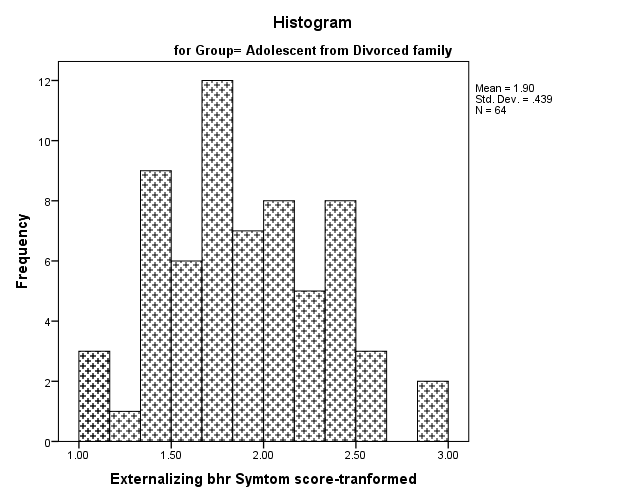 Histogram
for Group= Adolescent from Divorced family
Mean = 1.90
Std. Dev. = .439
N = 64
Frequency
12
10
8
6
4
2
0
1.00 1.50 2.00 2.50 3.00
Externalizing bhr Symtom score-tranformed